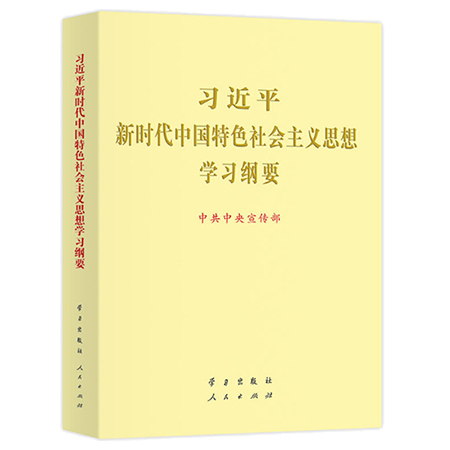 习近平新时代中国特色社会主义思想学习纲要
学习出版社
人民出版社
习近平
新时代中国特色社会主义思想
学习纲要
中共中央宣传部
学习出版社
人民出版社